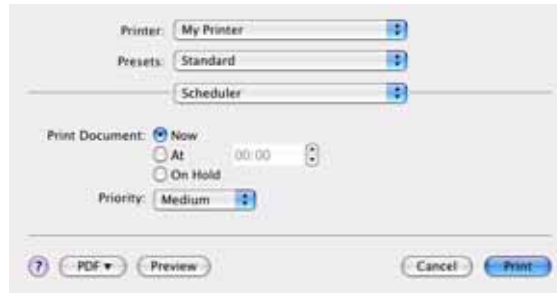 Printer: My Printer
Presets: Standard
Scheduler
Print Document: Now
At 00:00
On Hold
Priority: Medium
? PDF ▾ Preview Cancel Print